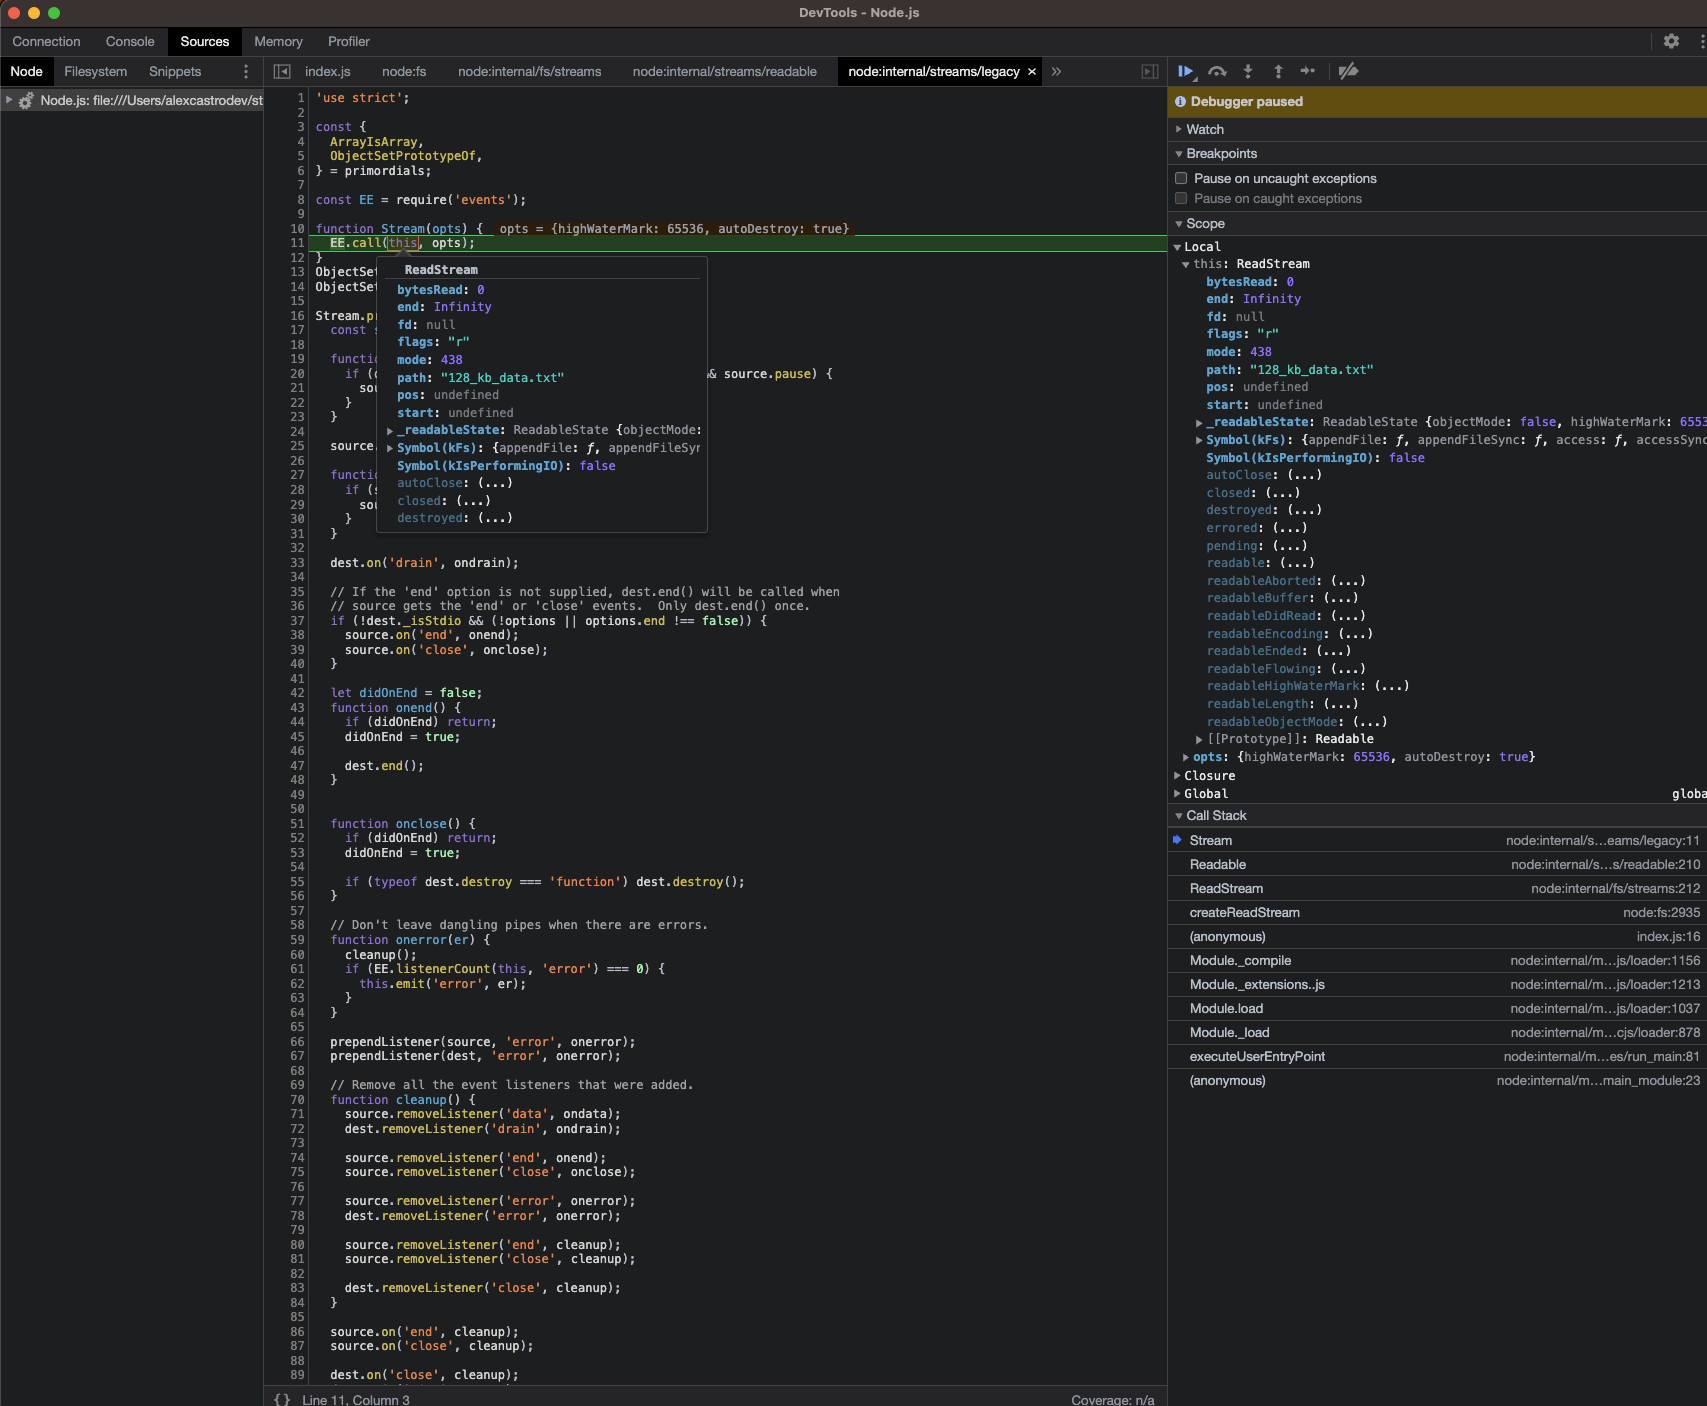 DevTools - Node.js
Connection Console Sources Memory Profiler
Node Filesystem Snippets
Node.js: file:///Users/alexcastrodev/st
index.js node:fs node:internal/fs/streams node:internal/streams/readable node:internal/streams/legacy × »
1 'use strict';
2
3 const {
4 ArrayIsArray,
5 ObjectSetPrototypeOf,
6 } = primordials;
7
8 const EE = require('events');
9
10 function Stream(opts) { opts = {highWaterMark: 65536, autoDestroy: true}
11 EE.call(this, opts);
12 }
13 ObjectSet
14 ObjectSet
15
16 Stream.pr
17 const s
18
19 functio
20 if (d && source.pause) {
21 sou
22 }
23 }
24
25 source.
26
27 functio
28 if (s
29 sou
30 }
31 }
32
33 dest.on('drain', ondrain);
34
35 // If the 'end' option is not supplied, dest.end() will be called when
36 // source gets the 'end' or 'close' events.  Only dest.end() once.
37 if (!dest._isStdio && (!options || options.end !== false)) {
38 source.on('end', onend);
39 source.on('close', onclose);
40 }
41
42 let didOnEnd = false;
43 function onend() {
44 if (didOnEnd) return;
45 didOnEnd = true;
46
47 dest.end();
48 }
49
50
51 function onclose() {
52 if (didOnEnd) return;
53 didOnEnd = true;
54
55 if (typeof dest.destroy === 'function') dest.destroy();
56 }
57
58 // Don't leave dangling pipes when there are errors.
59 function onerror(er) {
60 cleanup();
61 if (EE.listenerCount(this, 'error') === 0) {
62 this.emit('error', er);
63 }
64 }
65
66 prependListener(source, 'error', onerror);
67 prependListener(dest, 'error', onerror);
68
69 // Remove all the event listeners that were added.
70 function cleanup() {
71 source.removeListener('data', ondata);
72 dest.removeListener('drain', ondrain);
73
74 source.removeListener('end', onend);
75 source.removeListener('close', onclose);
76
77 source.removeListener('error', onerror);
78 dest.removeListener('error', onerror);
79
80 source.removeListener('end', cleanup);
81 source.removeListener('close', cleanup);
82
83 dest.removeListener('close', cleanup);
84 }
85
86 source.on('end', cleanup);
87 source.on('close', cleanup);
88
89 dest.on('close', cleanup);
ReadStream
bytesRead: 0
end: Infinity
fd: null
flags: "r"
mode: 438
path: "128_kb_data.txt"
pos: undefined
start: undefined
_readableState: ReadableState {objectMode:
Symbol(kFs): {appendFile: ƒ, appendFileSyn
Symbol(kIsPerformingIO): false
autoClose: (...)
closed: (...)
destroyed: (...)
{ } Line 11, Column 3 Coverage: n/a
Debugger paused
Watch
Breakpoints
Pause on uncaught exceptions
Pause on caught exceptions
Scope
Local
this: ReadStream
bytesRead: 0
end: Infinity
fd: null
flags: "r"
mode: 438
path: "128_kb_data.txt"
pos: undefined
start: undefined
_readableState: ReadableState {objectMode: false, highWaterMark: 6553
Symbol(kFs): {appendFile: ƒ, appendFileSync: ƒ, access: ƒ, accessSync
Symbol(kIsPerformingIO): false
autoClose: (...)
closed: (...)
destroyed: (...)
errored: (...)
pending: (...)
readable: (...)
readableAborted: (...)
readableBuffer: (...)
readableDidRead: (...)
readableEncoding: (...)
readableEnded: (...)
readableFlowing: (...)
readableHighWaterMark: (...)
readableLength: (...)
readableObjectMode: (...)
[[Prototype]]: Readable
opts: {highWaterMark: 65536, autoDestroy: true}
Closure
Global globa
Call Stack
Stream node:internal/s…eams/legacy:11
Readable node:internal/s…s/readable:210
ReadStream node:internal/fs/streams:212
createReadStream node:fs:2935
(anonymous) index.js:16
Module._compile node:internal/m…js/loader:1156
Module._extensions..js node:internal/m…js/loader:1213
Module.load node:internal/m…js/loader:1037
Module._load node:internal/m…cjs/loader:878
executeUserEntryPoint node:internal/m…es/run_main:81
(anonymous) node:internal/m…main_module:23